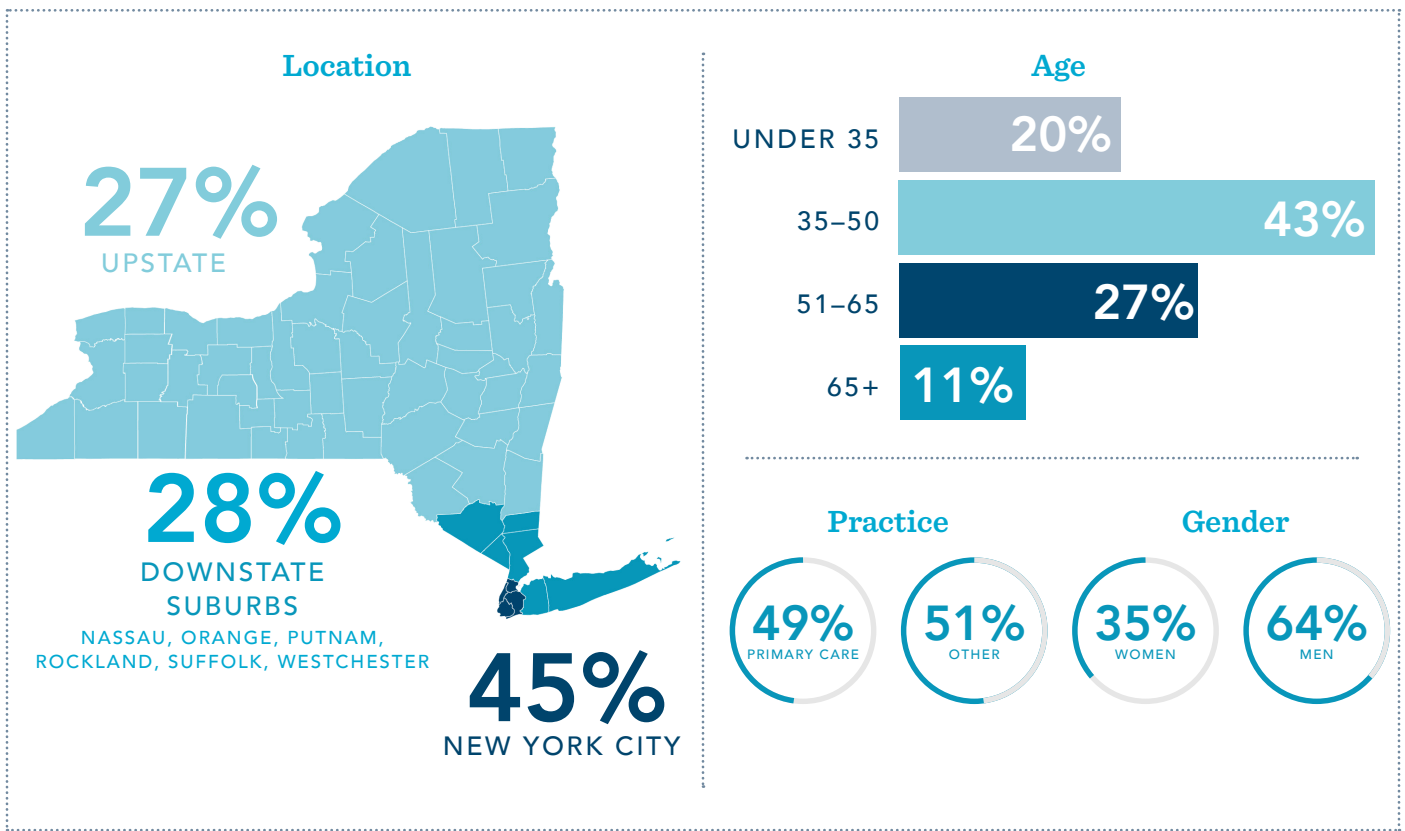 Location
27%
UPSTATE
28%
DOWNSTATE
SUBURBS
NASSAU, ORANGE, PUTNAM,
ROCKLAND, SUFFOLK, WESTCHESTER
45%
NEW YORK CITY
Age
UNDER 35 20%
35–50 43%
51–65 27%
65+ 11%
Practice
49%
PRIMARY CARE
51%
OTHER
Gender
35%
WOMEN
64%
MEN